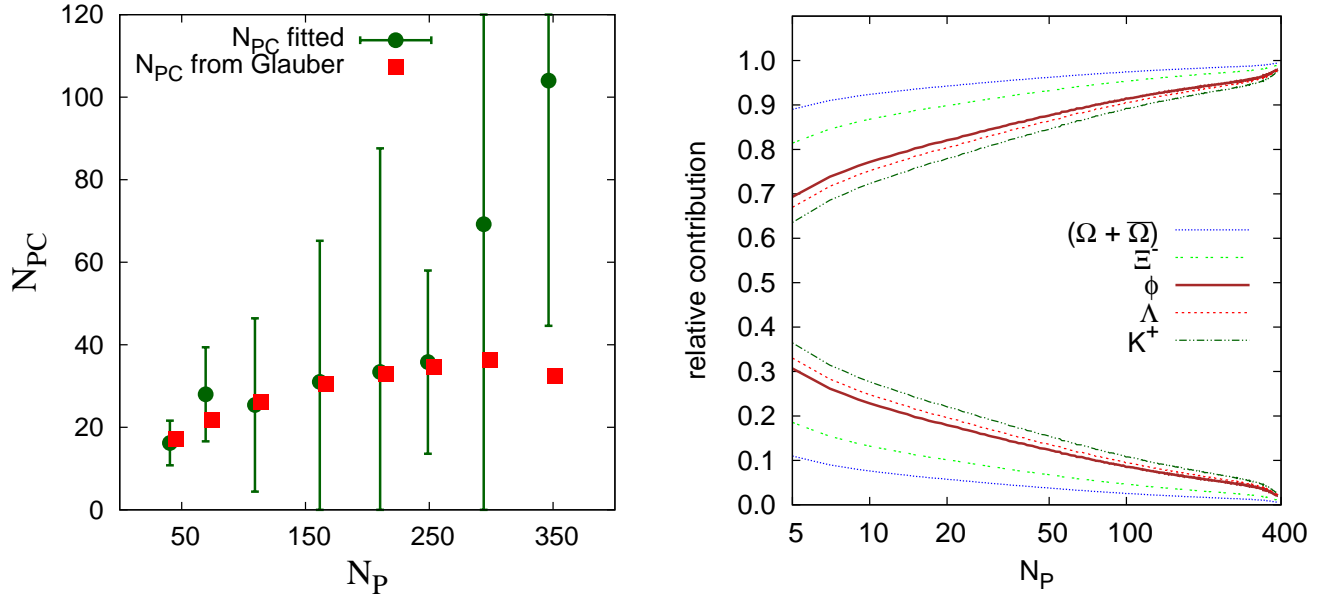 120
100
80
60
40
20
0
N_PC
N_PC fitted
N_PC from Glauber
50
150
250
350
N_P
1.0
0.9
0.8
0.7
0.6
0.5
0.4
0.3
0.2
0.1
0.0
relative contribution
(Ω + Ω̅)
Ξ⁻
ϕ
Λ
K⁺
5
10
20
50
100
400
N_P